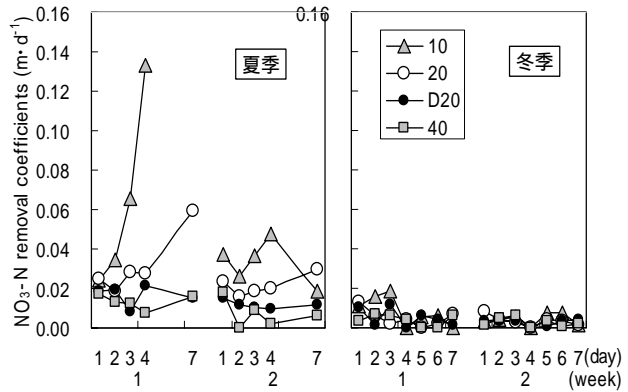 0.16
0.16
0.14
0.12
0.10
0.08
0.06
0.04
0.02
0.00
NO₃-N removal coefficients (m· d⁻¹)
夏季
冬季
10
20
D20
40
1 2 3 4 7 2 3 4 7 1 2 3 4 5 6 7 1 2 3 4 5 6 7 (day)
1 2 1 2 (week)